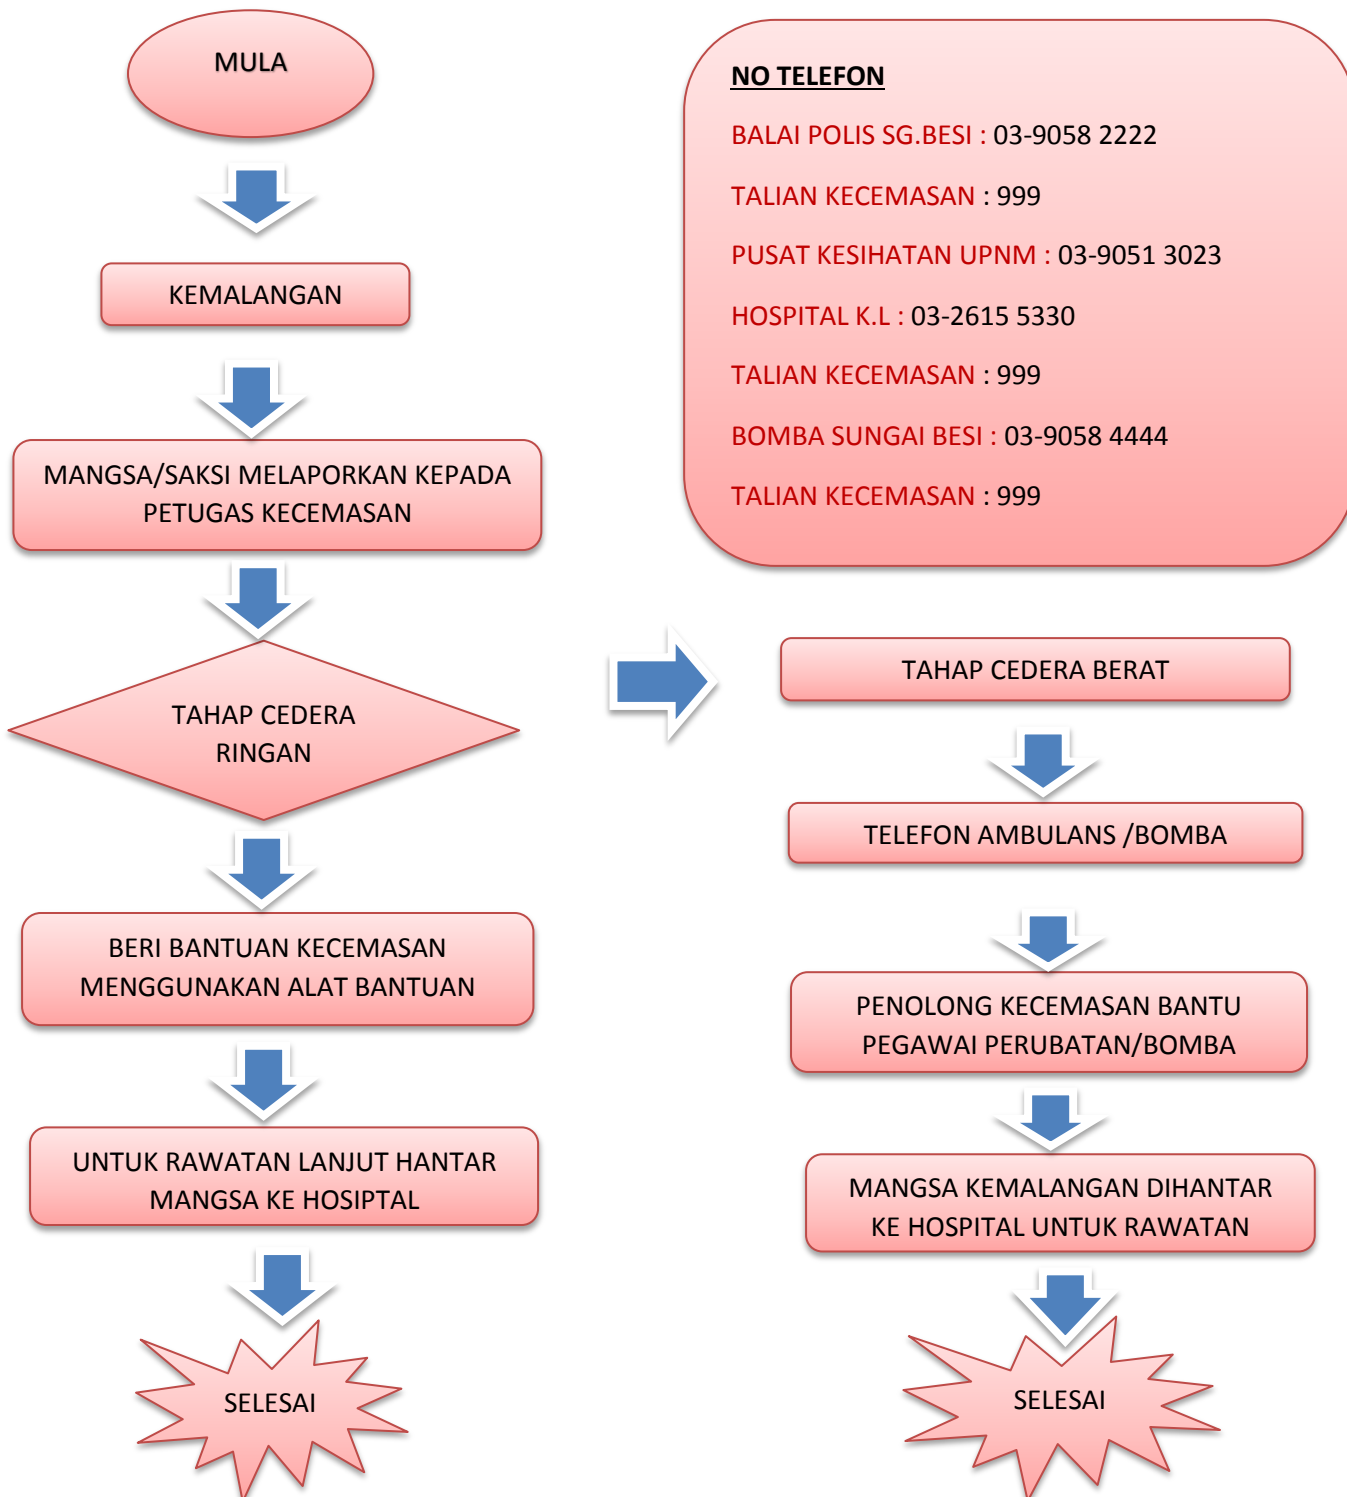 MULA
KEMALANGAN
MANGSA/SAKSI MELAPORKAN KEPADA
PETUGAS KECEMASAN
TAHAP CEDERA
RINGAN
BERI BANTUAN KECEMASAN
MENGGUNAKAN ALAT BANTUAN
UNTUK RAWATAN LANJUT HANTAR
MANGSA KE HOSIPTAL
SELESAI
NO TELEFON
BALAI POLIS SG.BESI : 03-9058 2222
TALIAN KECEMASAN : 999
PUSAT KESIHATAN UPNM : 03-9051 3023
HOSPITAL K.L : 03-2615 5330
TALIAN KECEMASAN : 999
BOMBA SUNGAI BESI : 03-9058 4444
TALIAN KECEMASAN : 999
TAHAP CEDERA BERAT
TELEFON AMBULANS /BOMBA
PENOLONG KECEMASAN BANTU
PEGAWAI PERUBATAN/BOMBA
MANGSA KEMALANGAN DIHANTAR
KE HOSPITAL UNTUK RAWATAN
SELESAI